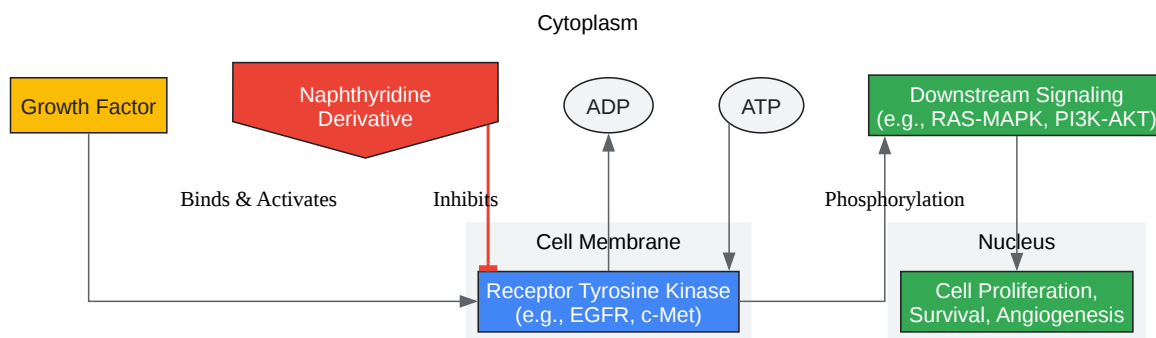 Cytoplasm
Growth Factor
Naphthyridine
Derivative
ADP
ATP
Downstream Signaling
(e.g., RAS-MAPK, PI3K-AKT)
Binds & Activates
Inhibits
Phosphorylation
Cell Membrane
Nucleus
Receptor Tyrosine Kinase
(e.g., EGFR, c-Met)
Cell Proliferation,
Survival, Angiogenesis